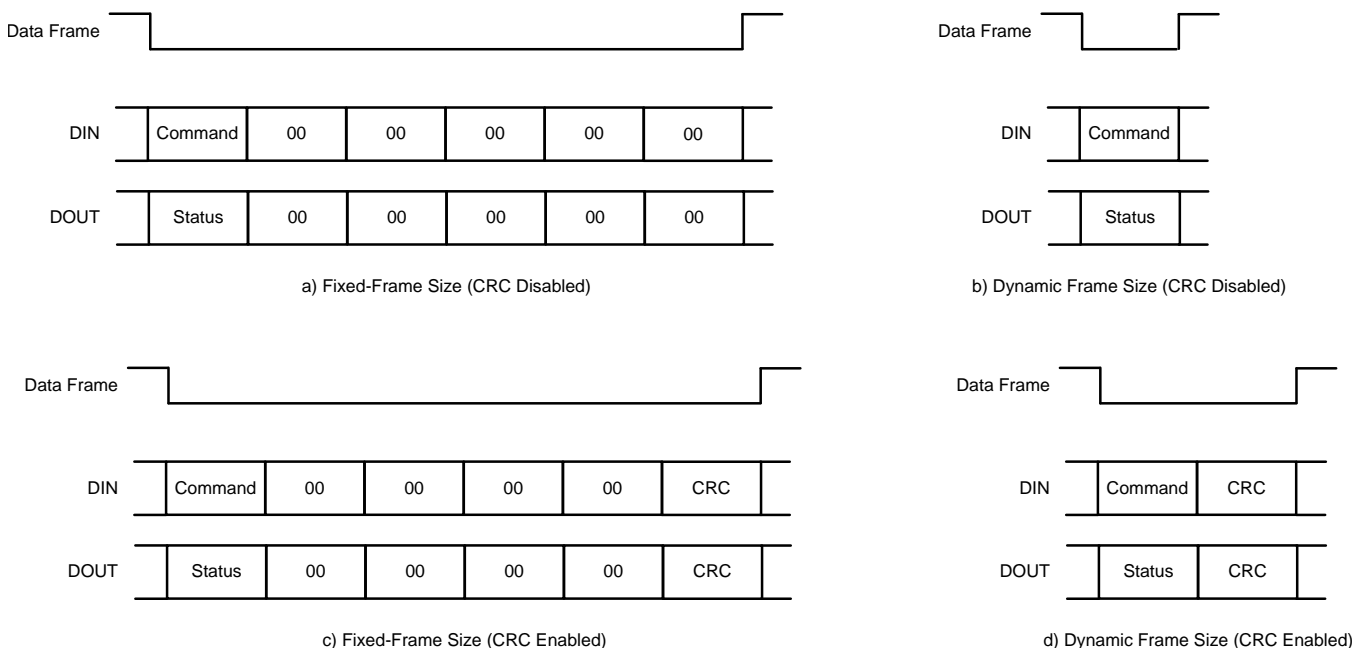 Data Frame
DIN Command 00 00 00 00 00
DOUT Status 00 00 00 00 00
a) Fixed-Frame Size (CRC Disabled)
Data Frame
DIN Command
DOUT Status
b) Dynamic Frame Size (CRC Disabled)
Data Frame
DIN Command 00 00 00 00 CRC
DOUT Status 00 00 00 00 CRC
c) Fixed-Frame Size (CRC Enabled)
Data Frame
DIN Command CRC
DOUT Status CRC
d) Dynamic Frame Size (CRC Enabled)